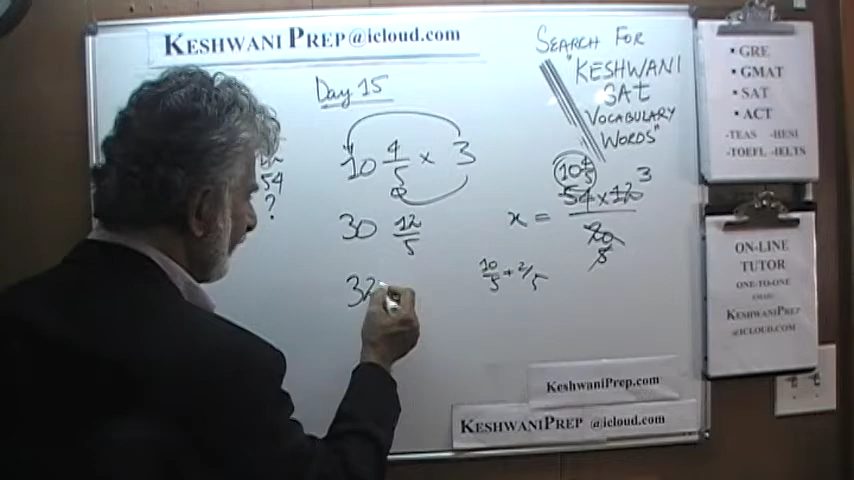 KESHWANI PREP@icloud.com
Day 15
54
?
10 4/5 × 3
30 12/5
32
SEARCH FOR
"KESHWANI
SAT
VOCABULARY
WORDS"
10 4/5
x = 54 × 12 3
20
5
10/5 + 2/5
• GRE
• GMAT
• SAT
• ACT
-TEAS -HESI
-TOEFL -IELTS
ON-LINE
TUTOR
ONE-TO-ONE
KESHWANIPREP
@ICLOUD.COM
KESHWANIPREP.COM
KESHWANIPREP @icloud.com